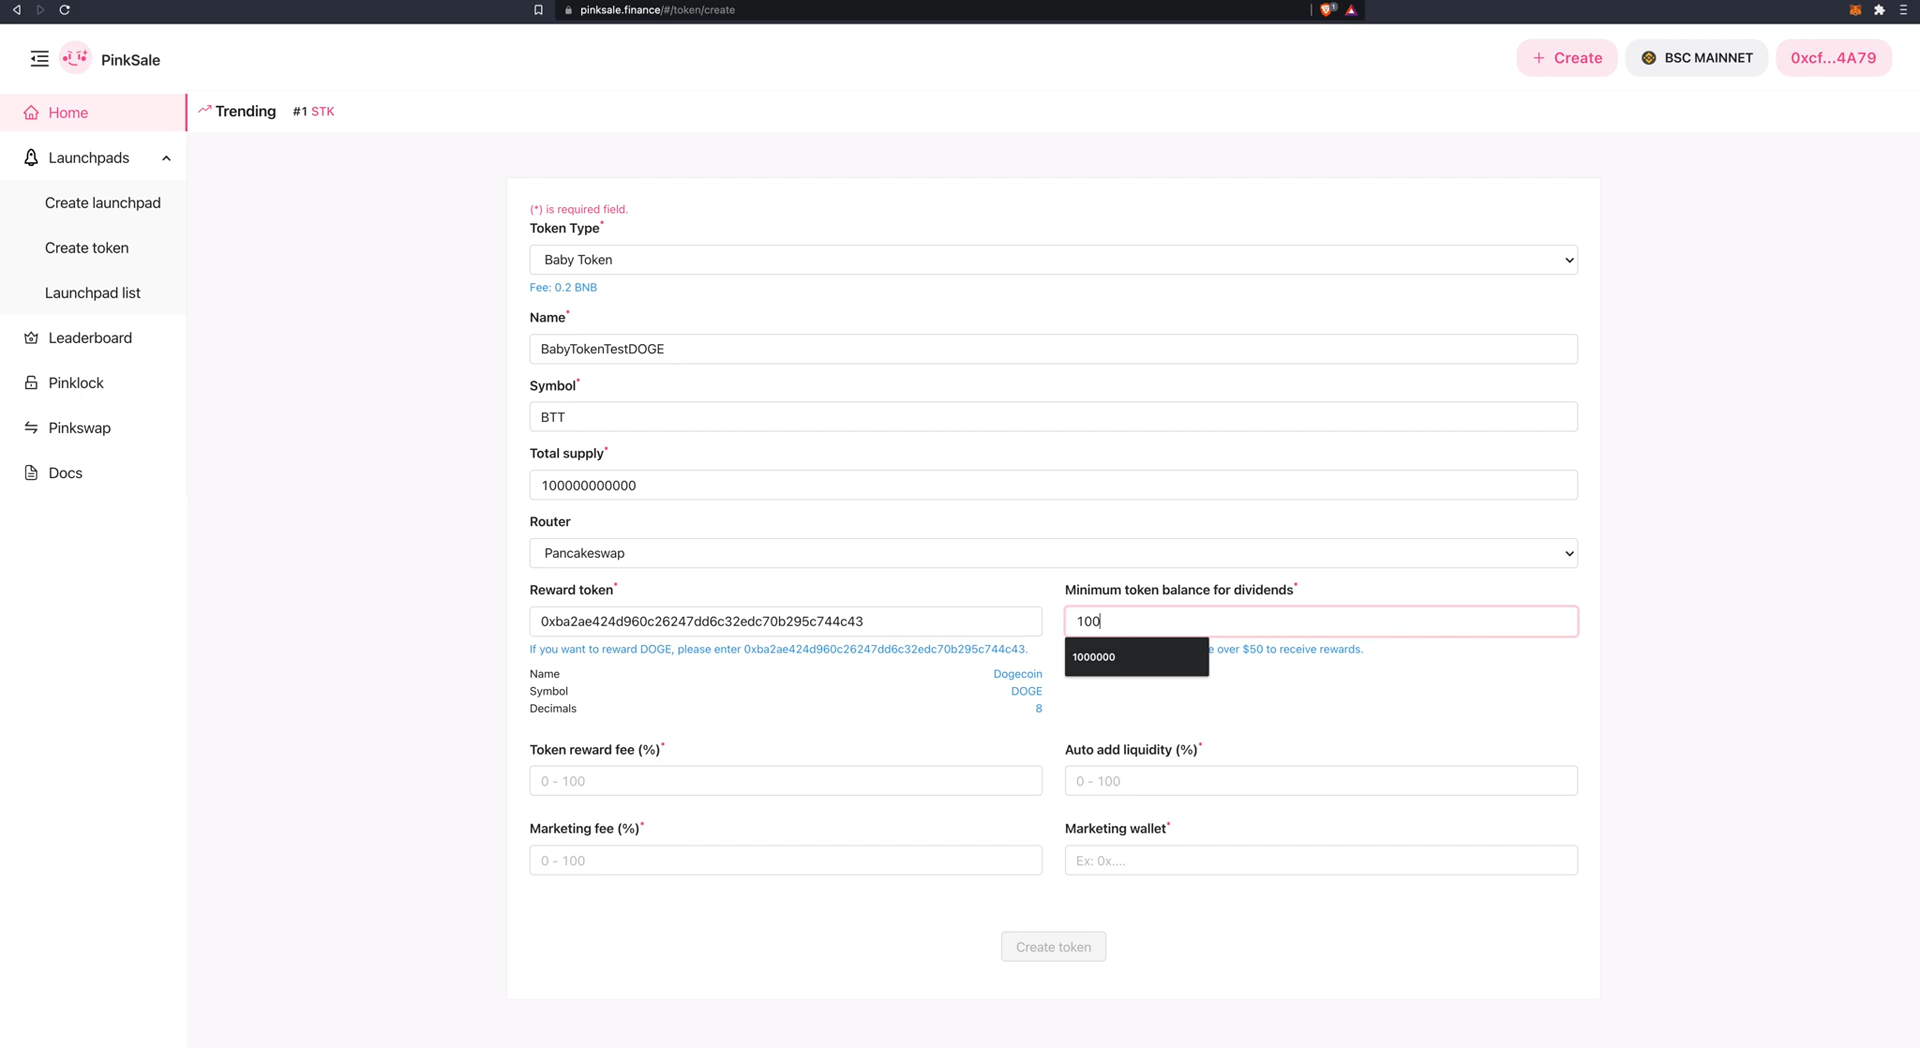 pinksale.finance/#/token/create
1
PinkSale
+ Create
BSC MAINNET
0xcf...4A79
Home
Trending
#1 STK
Launchpads
Create launchpad
Create token
Launchpad list
Leaderboard
Pinklock
Pinkswap
Docs
(*) is required field.
Token Type*
Baby Token
Fee: 0.2 BNB
Name*
BabyTokenTestDOGE
Symbol*
BTT
Total supply*
100000000000
Router
Pancakeswap
Reward token*
0xba2ae424d960c26247dd6c32edc70b295c744c43
If you want to reward DOGE, please enter 0xba2ae424d960c26247dd6c32edc70b295c744c43.
Name Dogecoin
Symbol DOGE
Decimals 8
Minimum token balance for dividends*
100
1000000
e over $50 to receive rewards.
Token reward fee (%)*
0 - 100
Auto add liquidity (%)*
0 - 100
Marketing fee (%)*
0 - 100
Marketing wallet*
Ex: 0x....
Create token